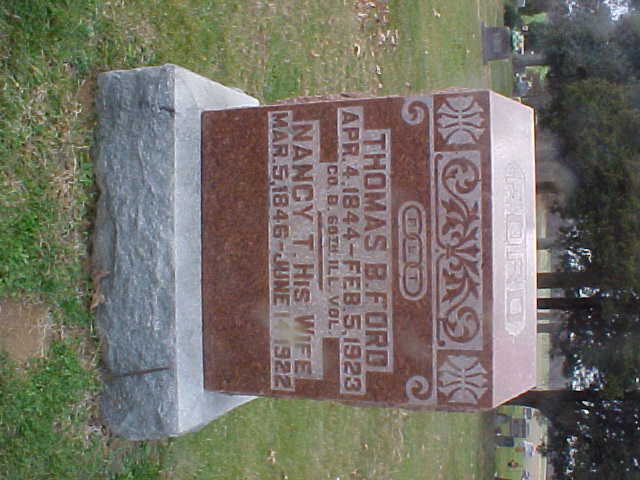 FORD
THOMAS B. FORD
APR. 4, 1844 – FEB. 5, 1923
CO. B. 60TH. ILL. VOL.
NANCY T. HIS WIFE
MAR. 5, 1846 - JUNE 1922